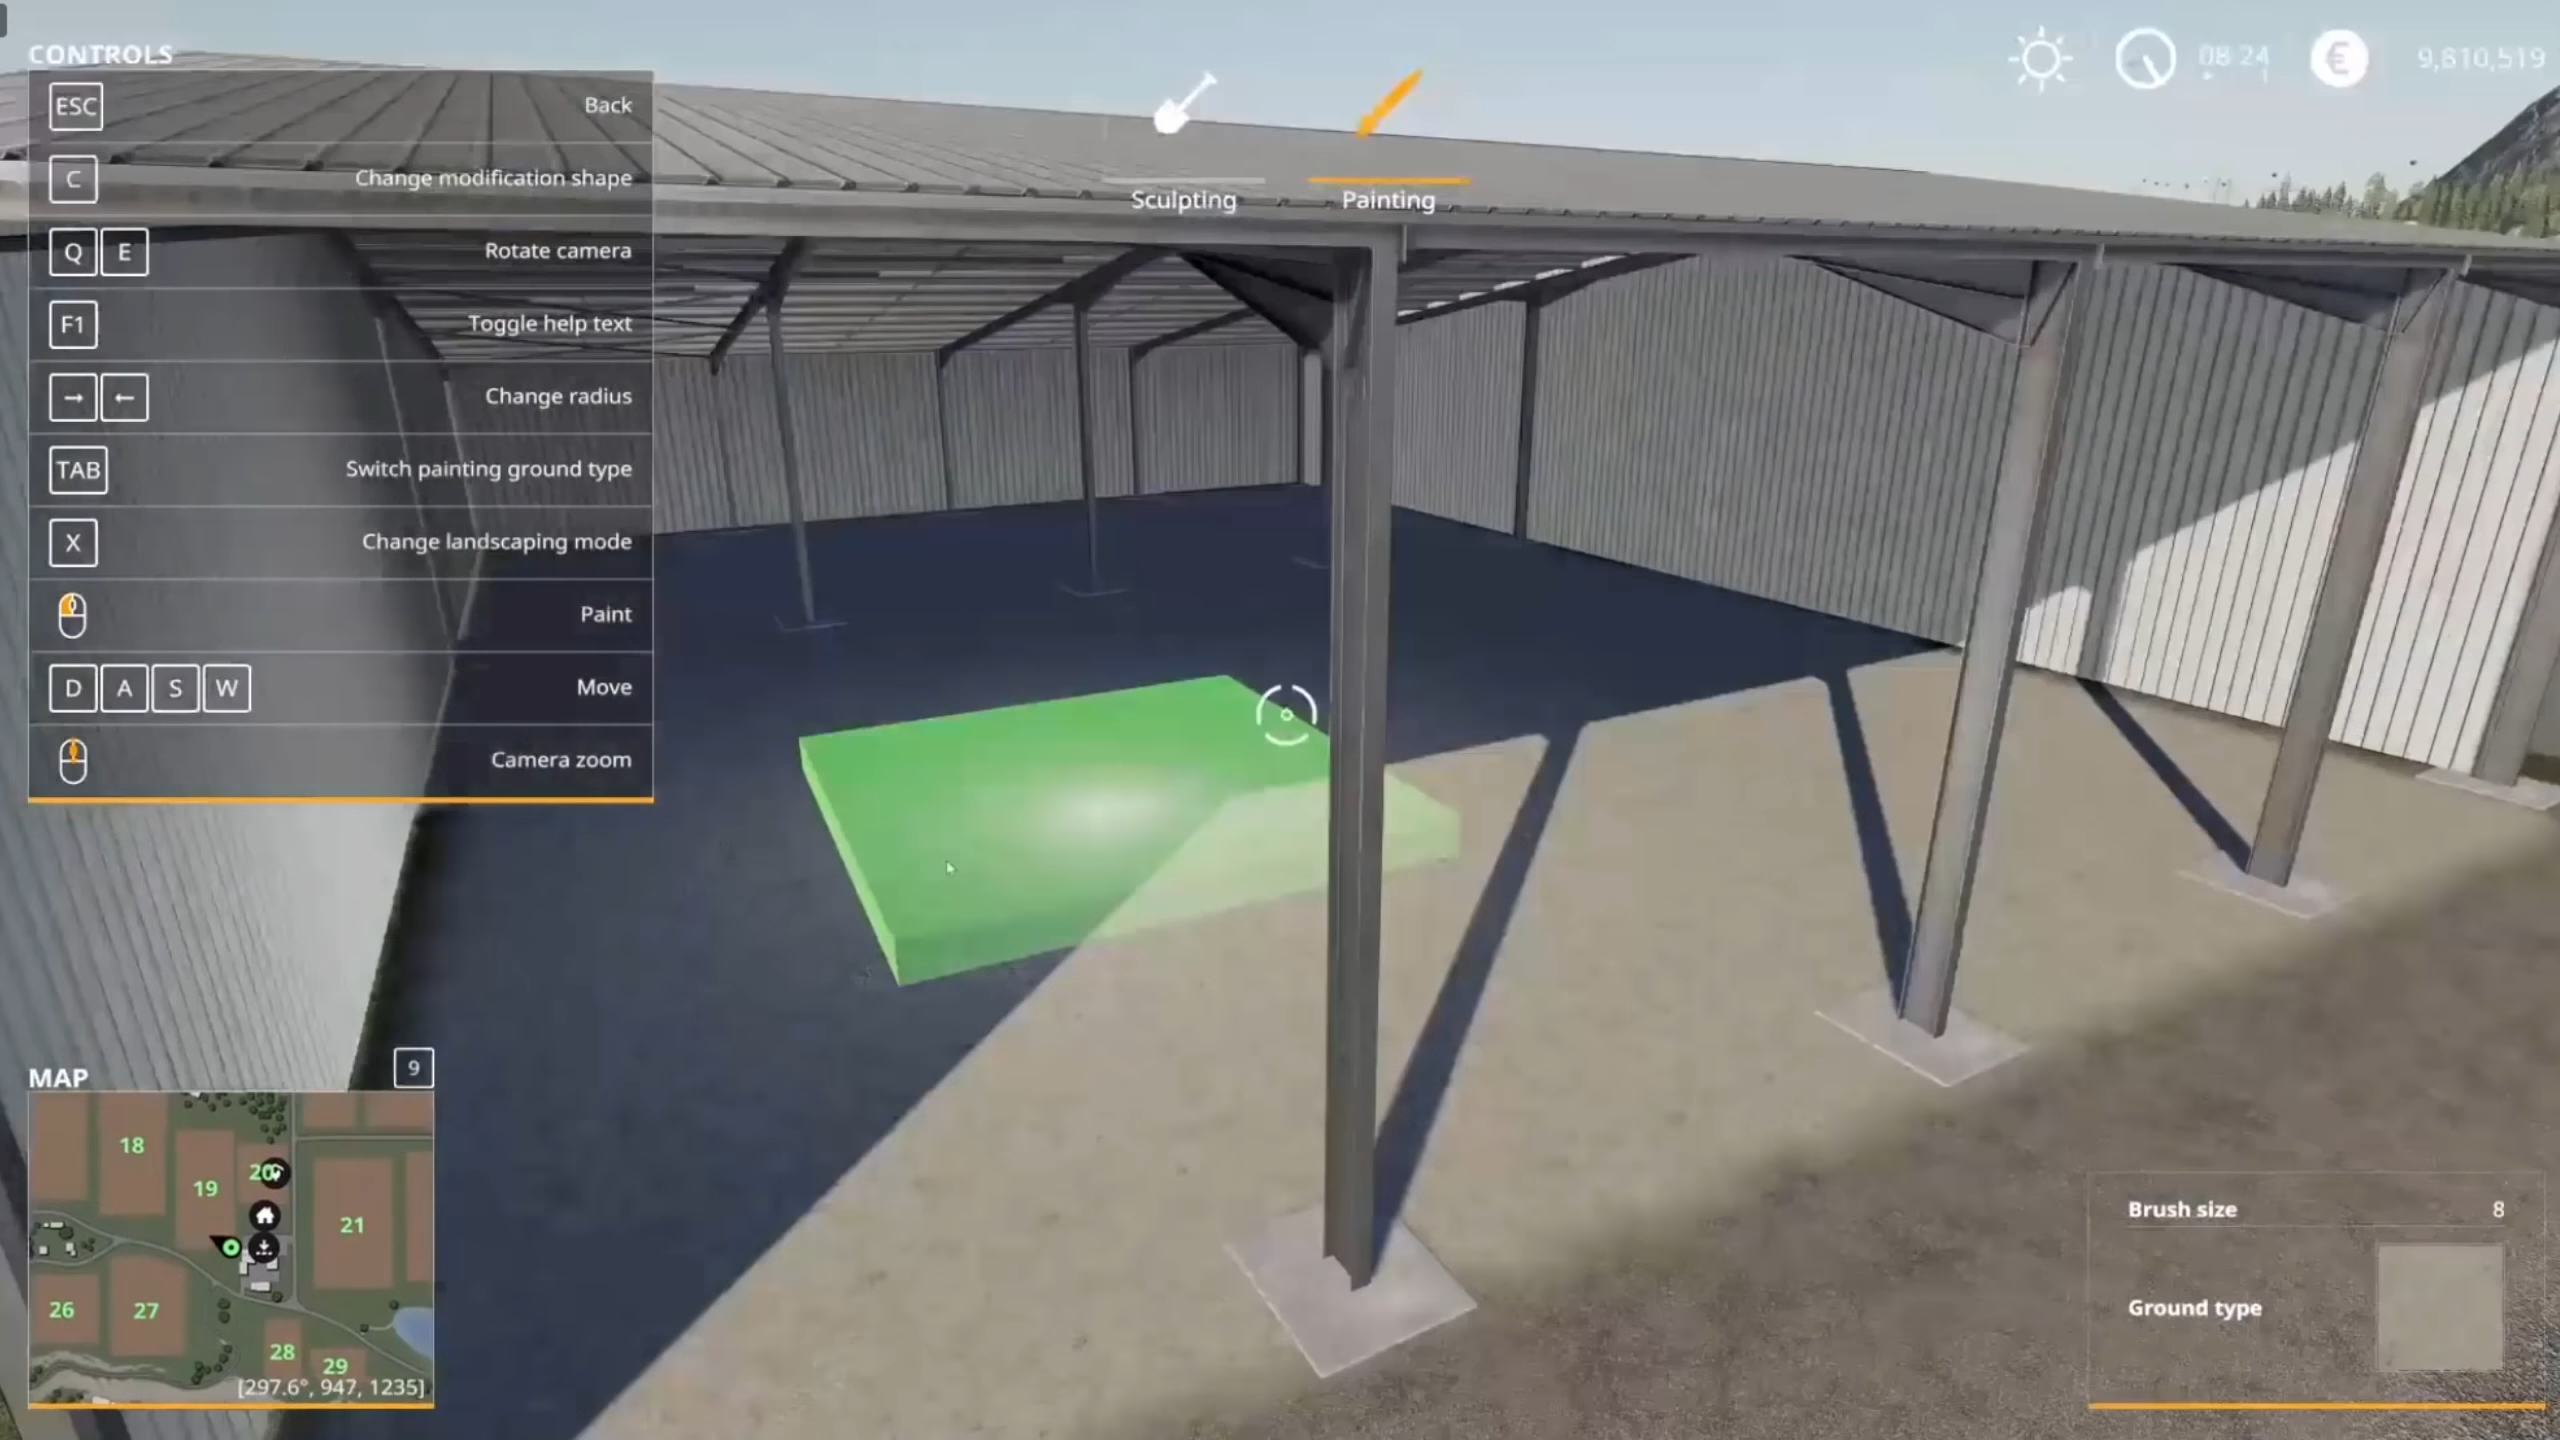 CONTROLS
ESC Back
C Change modification shape
Q E Rotate camera
F1 Toggle help text
→ ← Change radius
TAB Switch painting ground type
X Change landscaping mode
Paint
D A S W Move
Camera zoom
Sculpting
Painting
08:24
€ 9,810,519
MAP
9
18
19
20
21
26
27
28
29
[297.6°, 947, 1235]
Brush size 8
Ground type